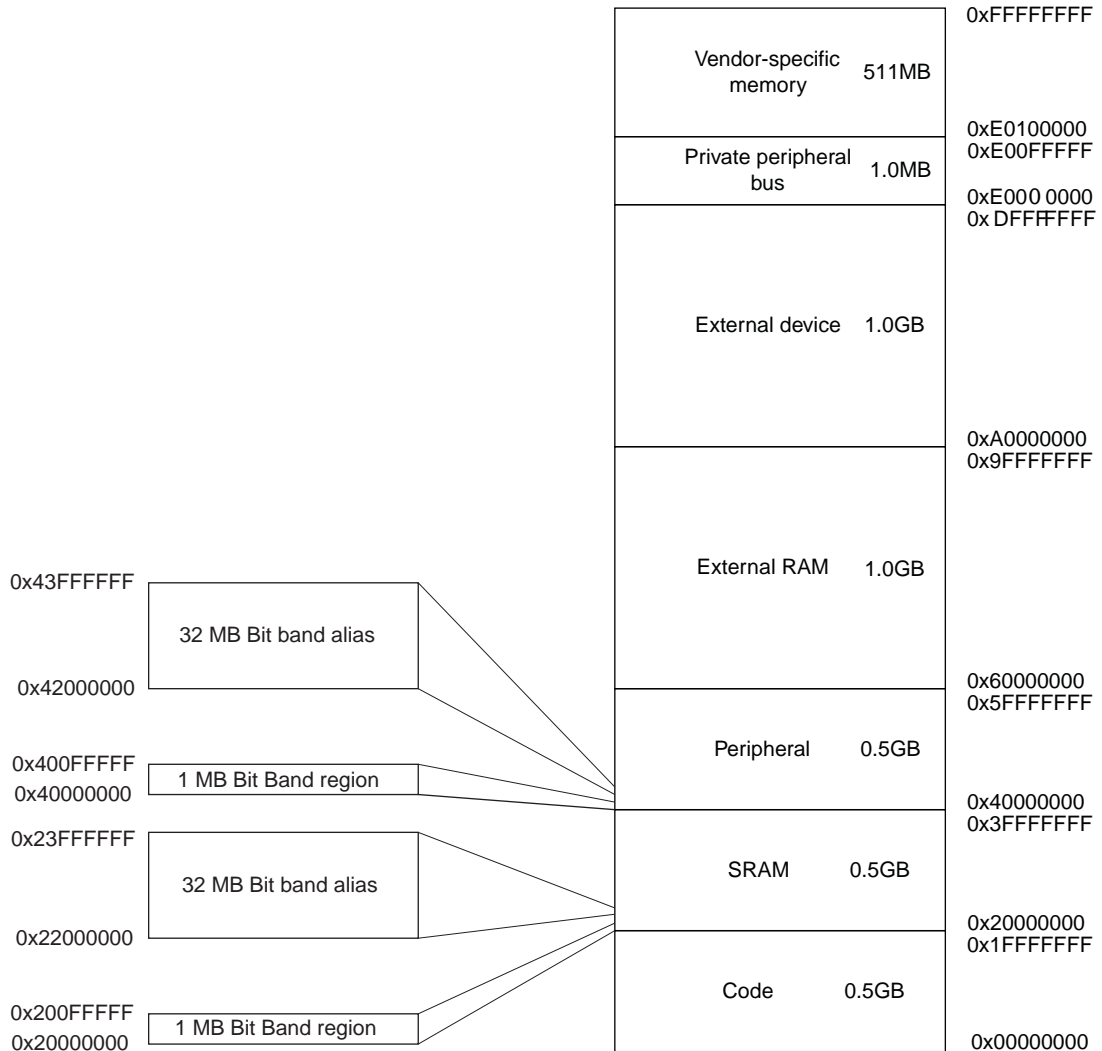 0xFFFFFFFF
Vendor-specific
memory
511MB
0xE0100000
0xE00FFFFF
Private peripheral
bus
1.0MB
0xE000 0000
0x DFFFFFFF
External device 1.0GB
0xA0000000
0x9FFFFFFF
External RAM 1.0GB
0x60000000
0x5FFFFFFF
Peripheral 0.5GB
0x40000000
0x3FFFFFFF
SRAM 0.5GB
0x20000000
0x1FFFFFFF
Code 0.5GB
0x00000000
0x43FFFFFF
32 MB Bit band alias
0x42000000
0x400FFFFF
1 MB Bit Band region
0x40000000
0x23FFFFFF
32 MB Bit band alias
0x22000000
0x200FFFFF
1 MB Bit Band region
0x20000000